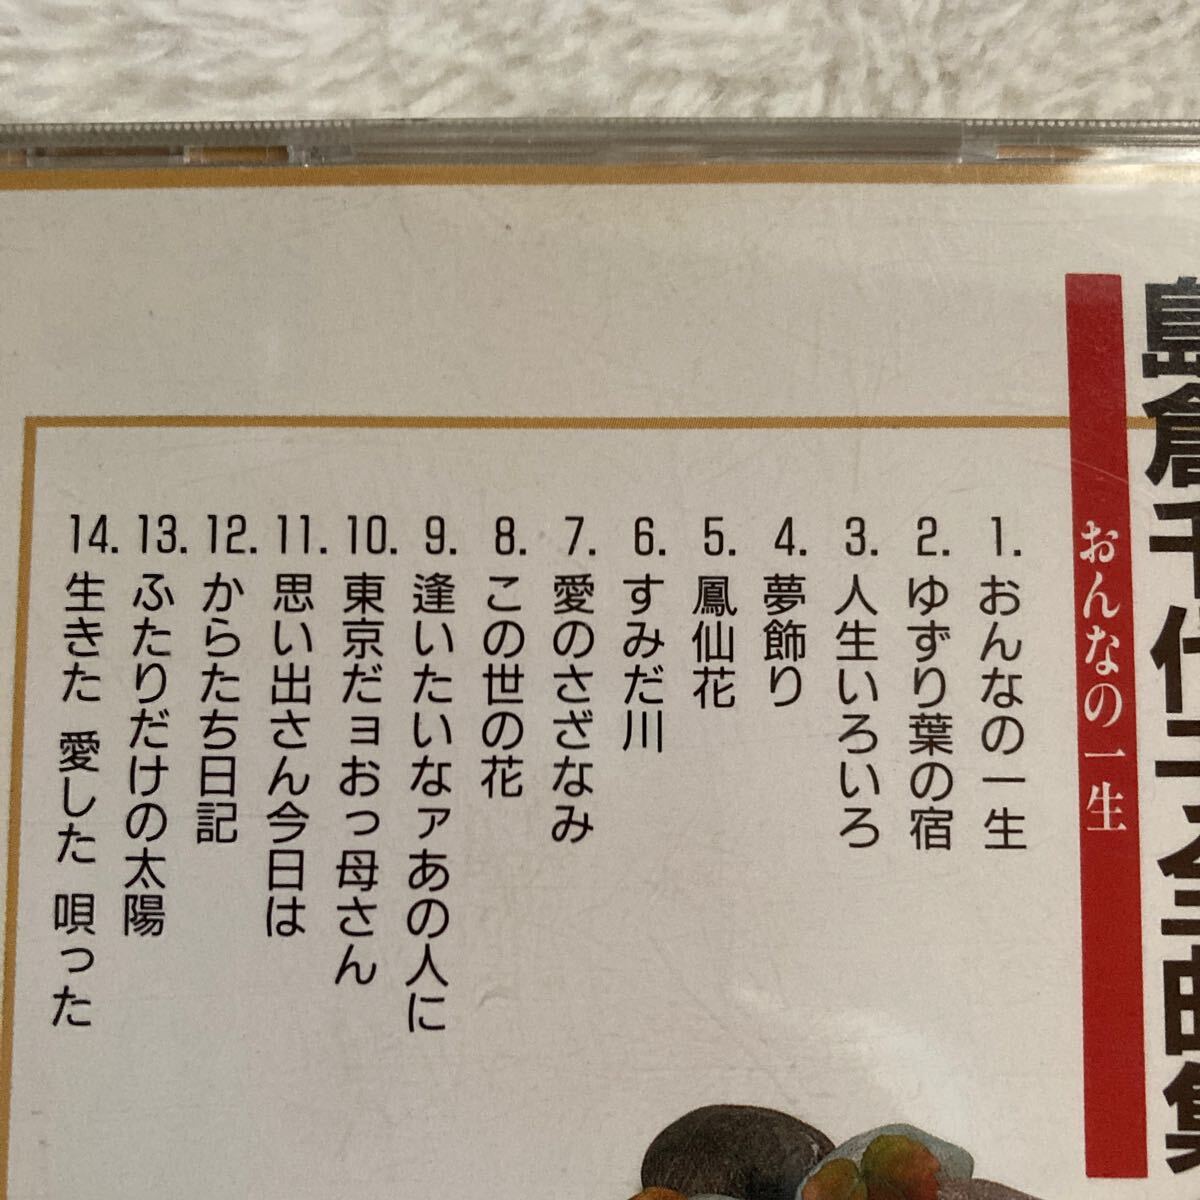 島倉千代子全曲集
おんなの一生
1. おんなの一生
2. ゆずり葉の宿
3. 人生いろいろ
4. 夢飾り
5. 鳳仙花
6. すみだ川
7. 愛のさざなみ
8. この世の花
9. 逢いたいなァあの人に
10. 東京だョおっ母さん
11. 思い出さん今日は
12. からたち日記
13. ふたりだけの太陽
14. 生きた 愛した 唄った